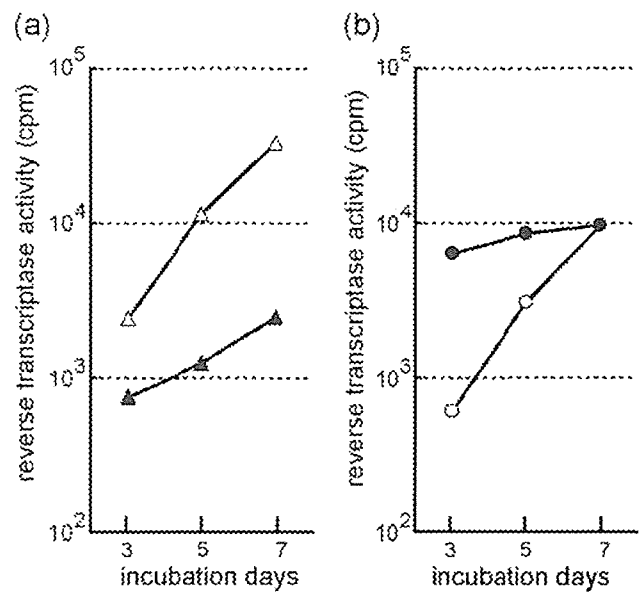 (a)
reverse transcriptase activity (cpm)
10^5
10^4
10^3
10^2
3 5 7
incubation days
(b)
reverse transcriptase activity (cpm)
10^5
10^4
10^3
10^2
3 5 7
incubation days